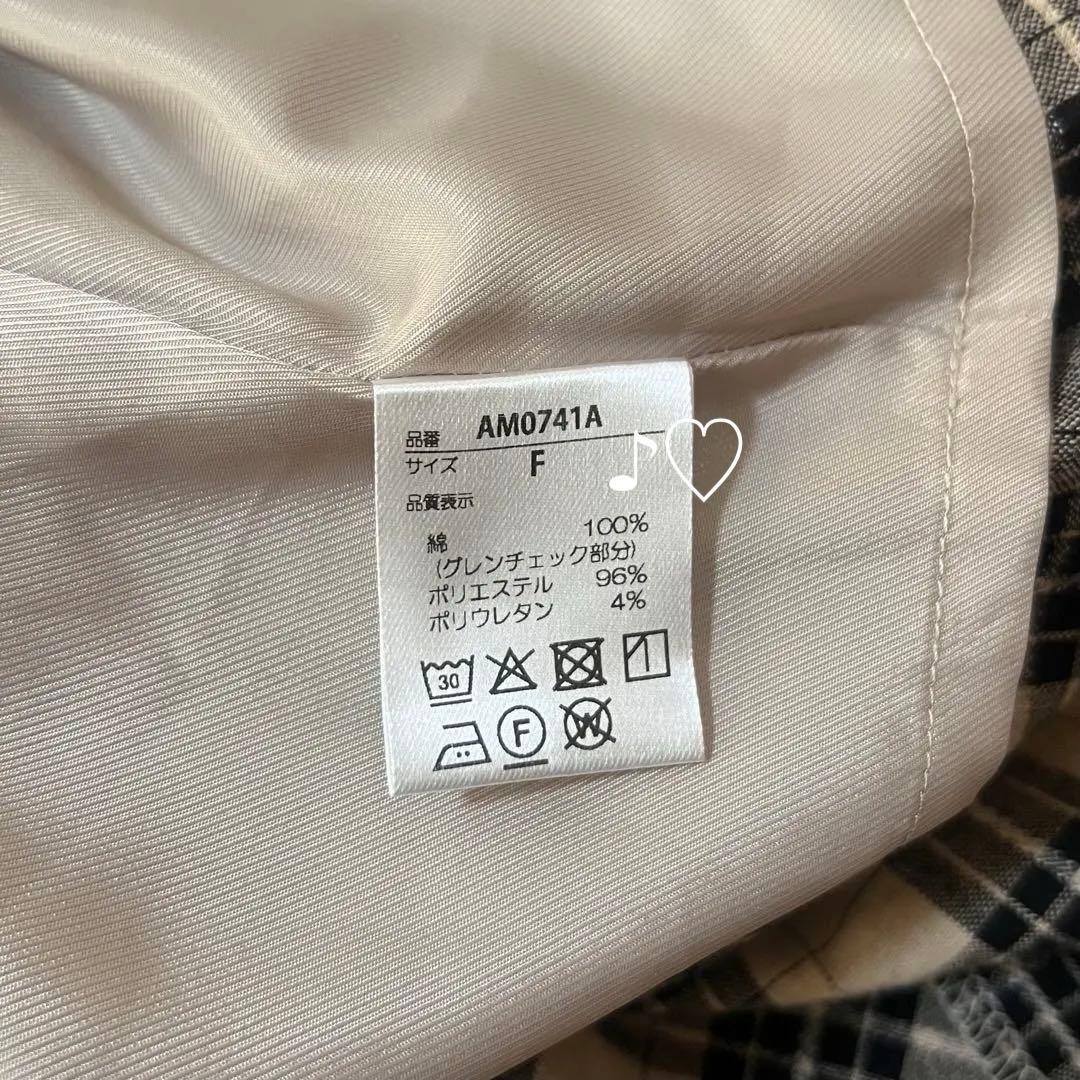 品番 AM0741A
サイズ F
品質表示
綿 100%
(グレンチェック部分)
ポリエステル 96%
ポリウレタン 4%
30
F W